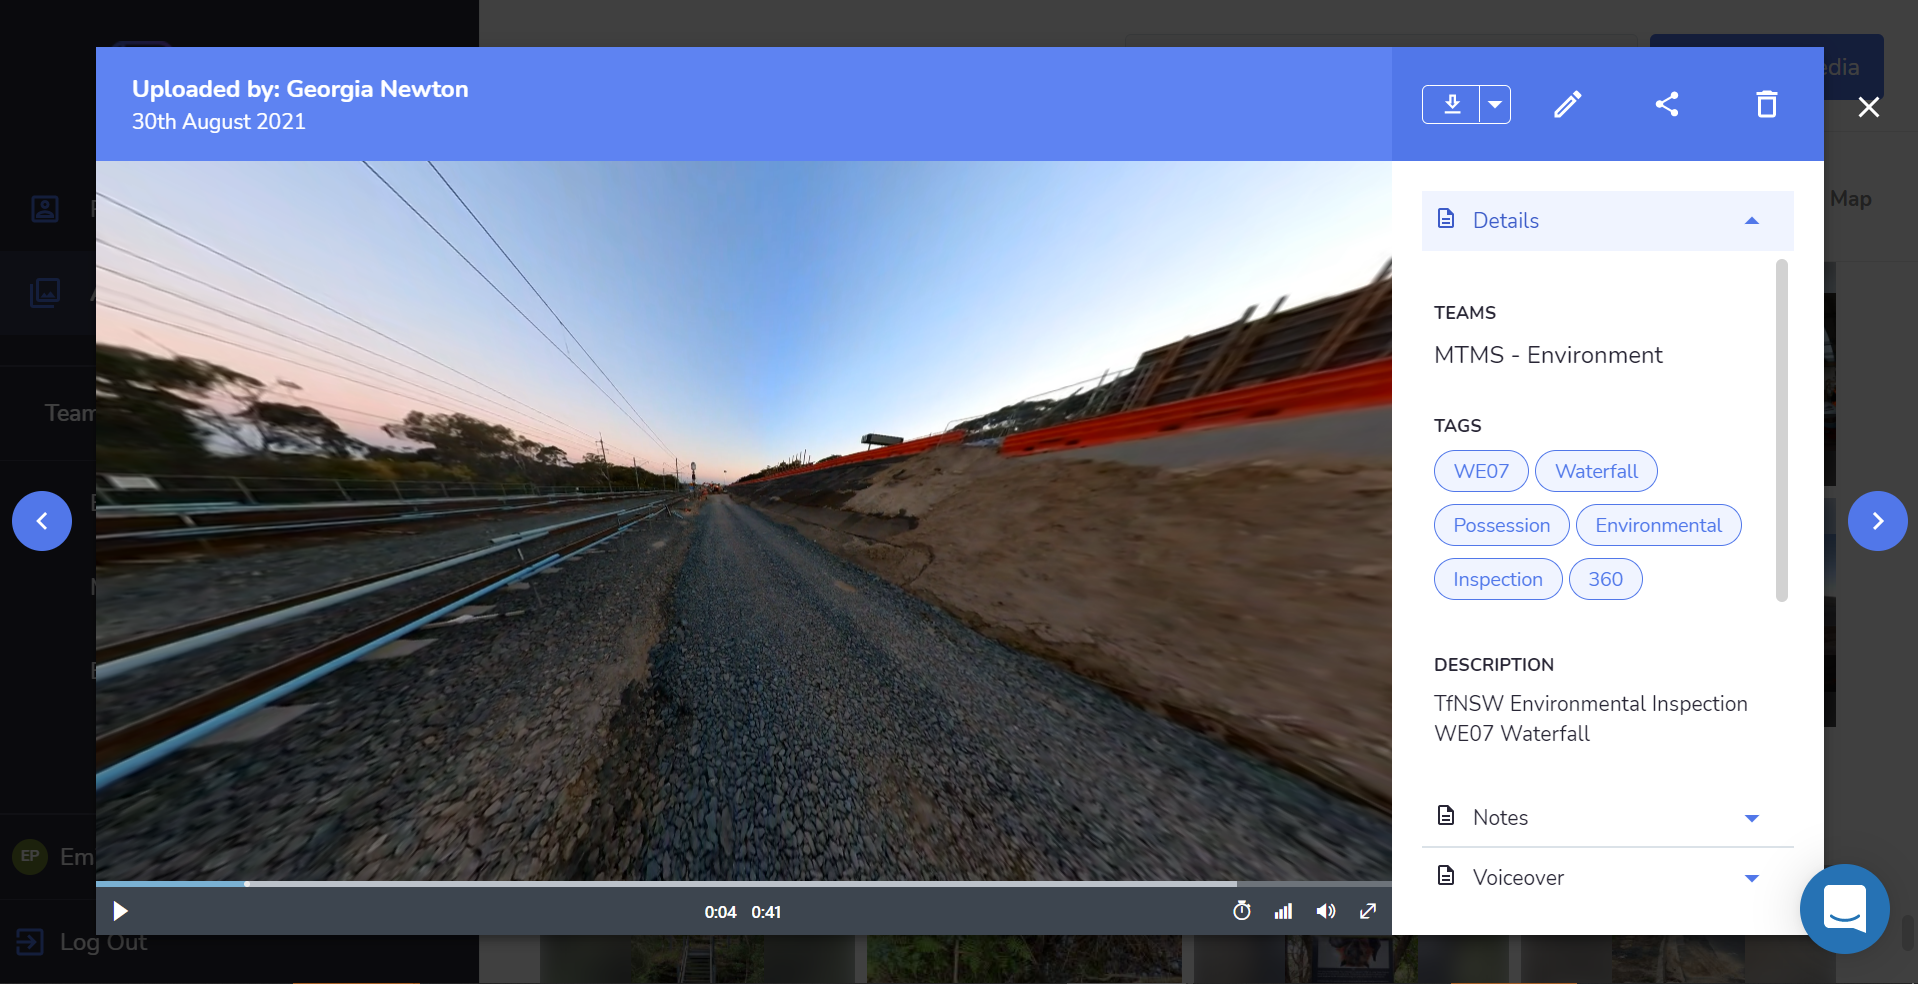 Uploaded by: Georgia Newton
30th August 2021
edia
Map
Team
EP
Em
Log Out
0:04 0:41
Details
TEAMS
MTMS - Environment
TAGS
WE07 Waterfall
Possession Environmental
Inspection 360
DESCRIPTION
TfNSW Environmental Inspection
WE07 Waterfall
Notes
Voiceover